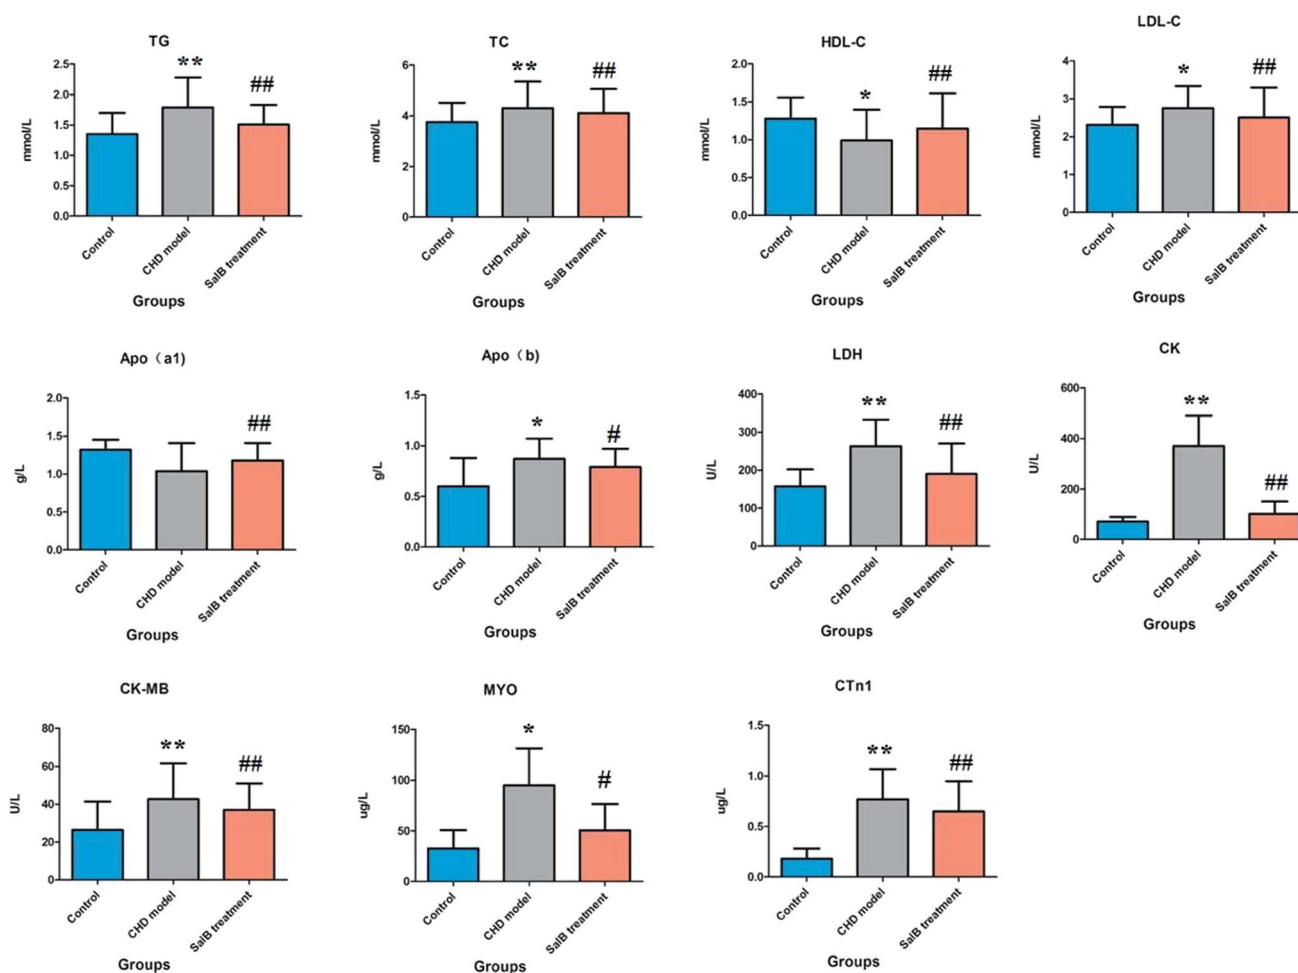 TG
**
##
mmol/L
2.5
2.0
1.5
1.0
0.5
0.0
Control
CHD model
SalB treatment
Groups
TC
**
##
mmol/L
6
4
2
0
Control
CHD model
SalB treatment
Groups
HDL-C
*
##
mmol/L
2.0
1.5
1.0
0.5
0.0
Control
CHD model
SalB treatment
Groups
LDL-C
*
##
mmol/L
4
3
2
1
0
Control
CHD model
SalB treatment
Groups
Apo（a1)
##
g/L
2.0
1.5
1.0
0.5
0.0
Control
CHD model
SalB treatment
Groups
Apo（b)
*
#
g/L
1.5
1.0
0.5
0.0
Control
CHD model
SalB treatment
Groups
LDH
**
##
U/L
400
300
200
100
0
Control
CHD model
SalB treatment
Groups
CK
**
##
U/L
600
400
200
0
Control
CHD model
SalB treatment
Groups
CK-MB
**
##
U/L
80
60
40
20
0
Control
CHD model
SalB treatment
Groups
MYO
*
#
ug/L
150
100
50
0
Control
CHD model
SalB treatment
Groups
CTn1
**
##
ug/L
1.5
1.0
0.5
0.0
Control
CHD model
SalB treatment
Groups